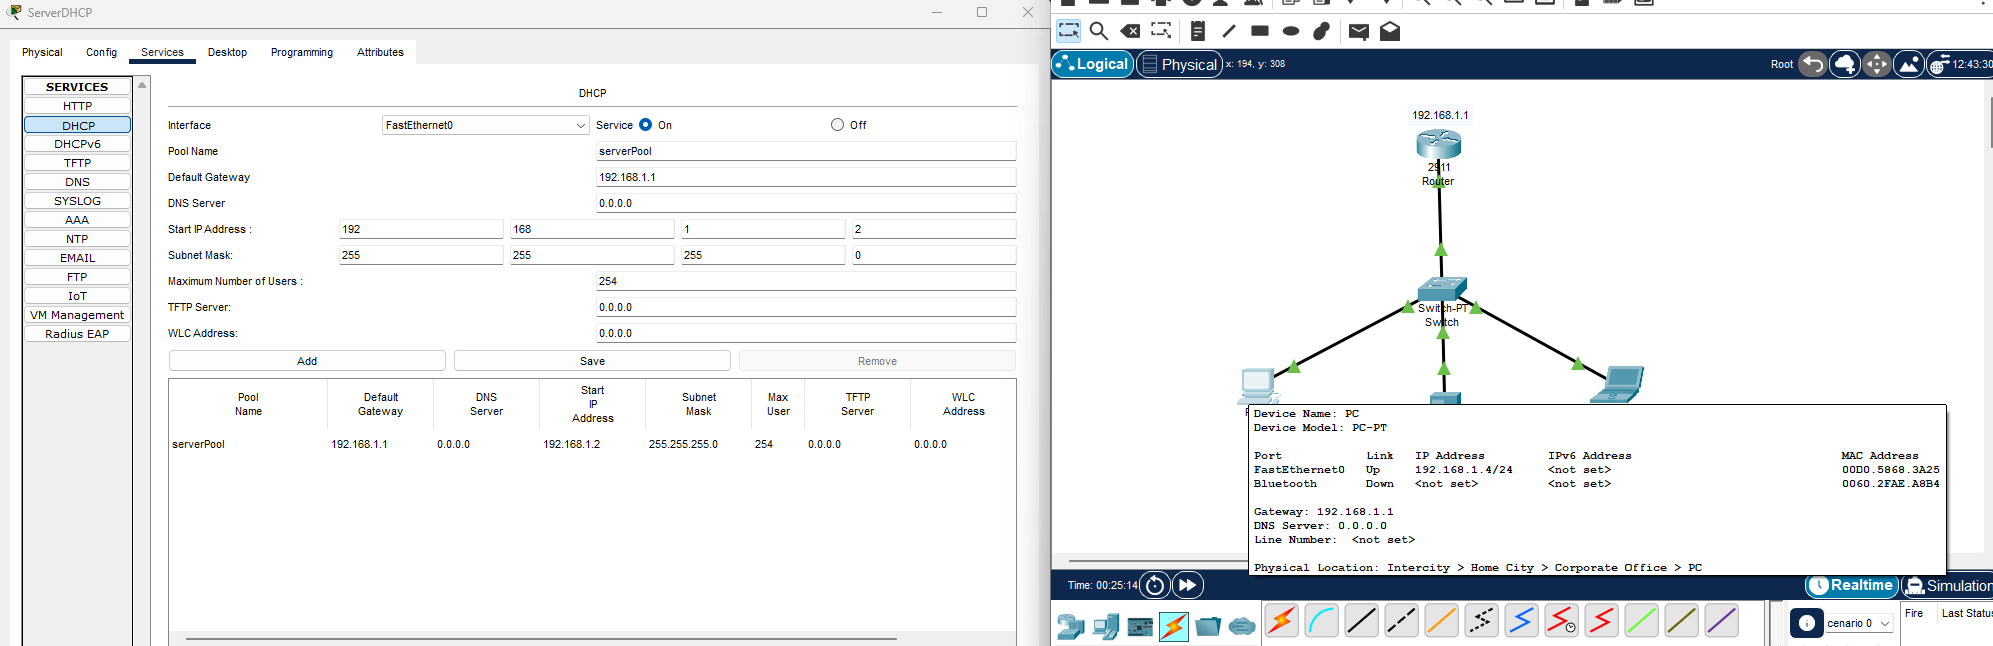 ServerDHCP
Physical Config Services Desktop Programming Attributes
SERVICES
HTTP
DHCP
DHCPv6
TFTP
DNS
SYSLOG
AAA
NTP
EMAIL
FTP
IoT
VM Management
Radius EAP
DHCP
Interface FastEthernet0 Service On Off
Pool Name serverPool
Default Gateway 192.168.1.1
DNS Server 0.0.0.0
Start IP Address : 192 168 1 2
Subnet Mask: 255 255 255 0
Maximum Number of Users : 254
TFTP Server: 0.0.0.0
WLC Address: 0.0.0.0
Add Save Remove
Pool Name Default Gateway DNS Server Start IP Address Subnet Mask Max User TFTP Server WLC Address
serverPool 192.168.1.1 0.0.0.0 192.168.1.2 255.255.255.0 254 0.0.0.0 0.0.0.0
Logical Physical x: 194, y: 308 Root 12:43:30
192.168.1.1
2911
Router
Switch-PT
Switch
Device Name: PC
Device Model: PC-PT
Port Link IP Address IPv6 Address MAC Address
FastEthernet0 Up 192.168.1.4/24 <not set> 00D0.5868.3A25
Bluetooth Down <not set> <not set> 0060.2FAE.A8B4
Gateway: 192.168.1.1
DNS Server: 0.0.0.0
Line Number: <not set>
Physical Location: Intercity > Home City > Corporate Office > PC
Time: 00:25:14 Realtime Simulation
cenario 0 Fire Last Status